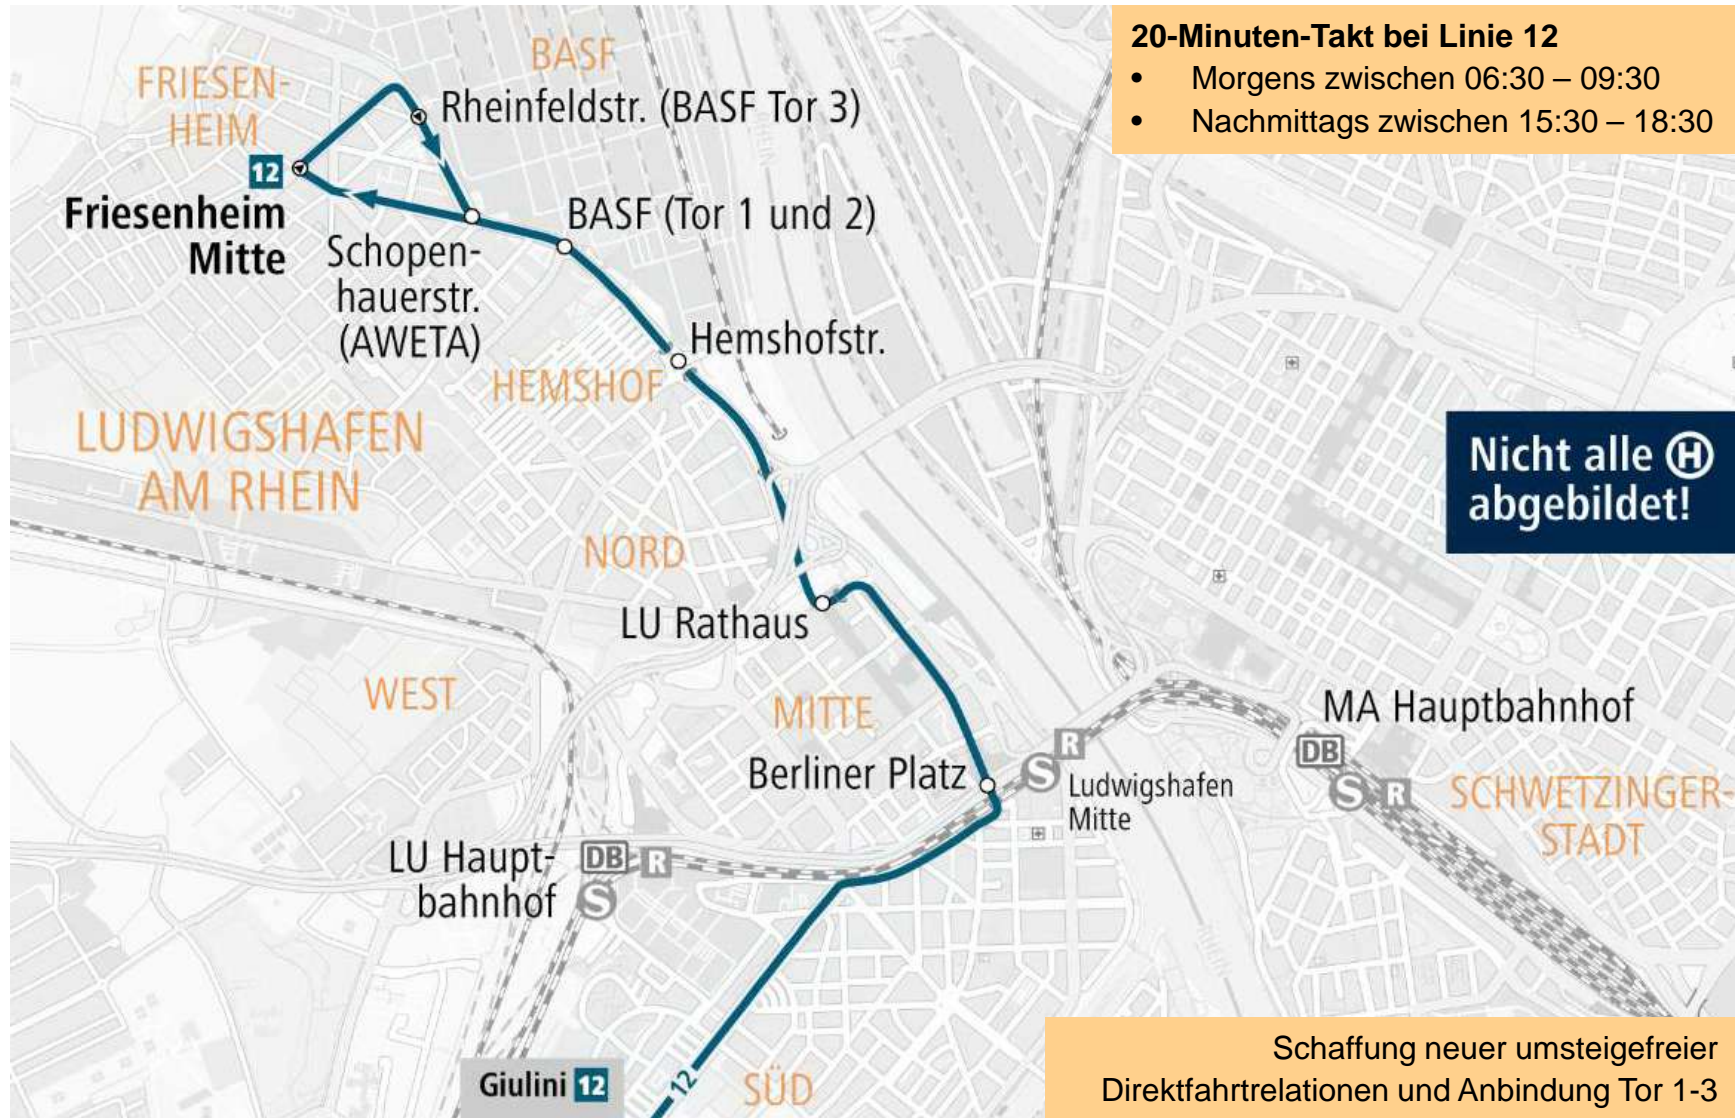 20-Minuten-Takt bei Linie 12
• Morgens zwischen 06:30 – 09:30
• Nachmittags zwischen 15:30 – 18:30
BASF
FRIESEN-
HEIM
Rheinfeldstr. (BASF Tor 3)
12
Friesenheim
Mitte
BASF (Tor 1 und 2)
Schopen-
hauerstr.
(AWETA)
Hemshofstr.
HEMSHOF
LUDWIGSHAFEN
AM RHEIN
Nicht alle H
abgebildet!
NORD
LU Rathaus
WEST
MITTE
MA Hauptbahnhof
DB
S R
R
S
Berliner Platz
Ludwigshafen
Mitte
SCHWETZINGER-
STADT
LU Haupt-
bahnhof
DB R
S
Giulini 12
12
SÜD
Schaffung neuer umsteigefreier
Direktfahrtrelationen und Anbindung Tor 1-3